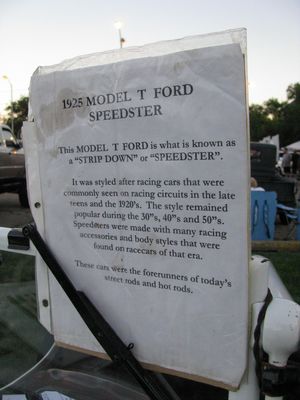 1925 MODEL T FORD
SPEEDSTER
This MODEL T FORD is what is known as
a "STRIP DOWN" or "SPEEDSTER".
It was styled after racing cars that were
commonly seen on racing circuits in the late
teens and the 1920's. The style remained
popular during the 30"s, 40"s and 50"s.
Speedsters were made with many racing
accessories and body styles that were
found on racecars of that era.
These cars were the forerunners of today's
street rods and hot rods.